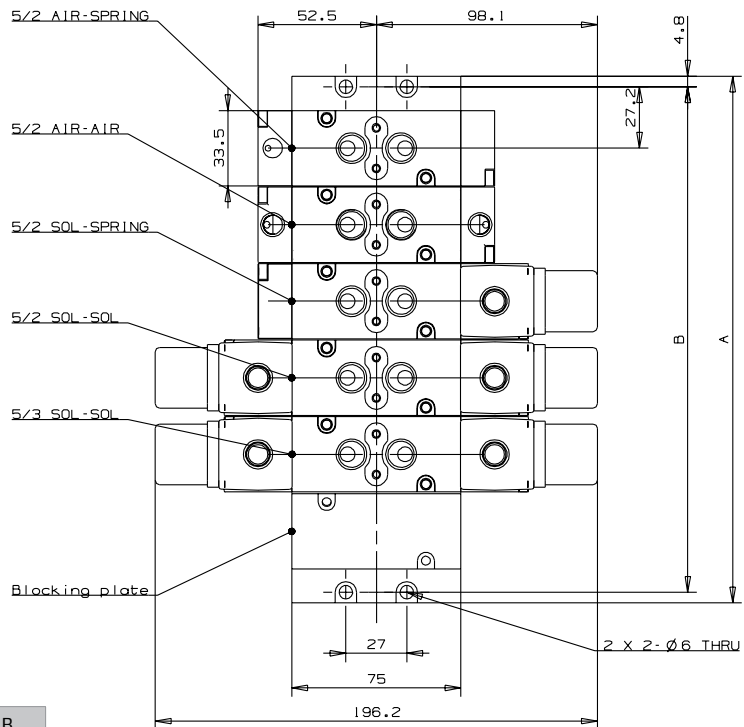 5/2 AIR-SPRING
52.5
98.1
4.8
27.2
33.5
5/2 AIR-AIR
5/2 SOL-SPRING
5/2 SOL-SOL
B
A
5/3 SOL-SOL
Blocking plate
27
2 X 2-Ø6 THRU
75
196.2
B